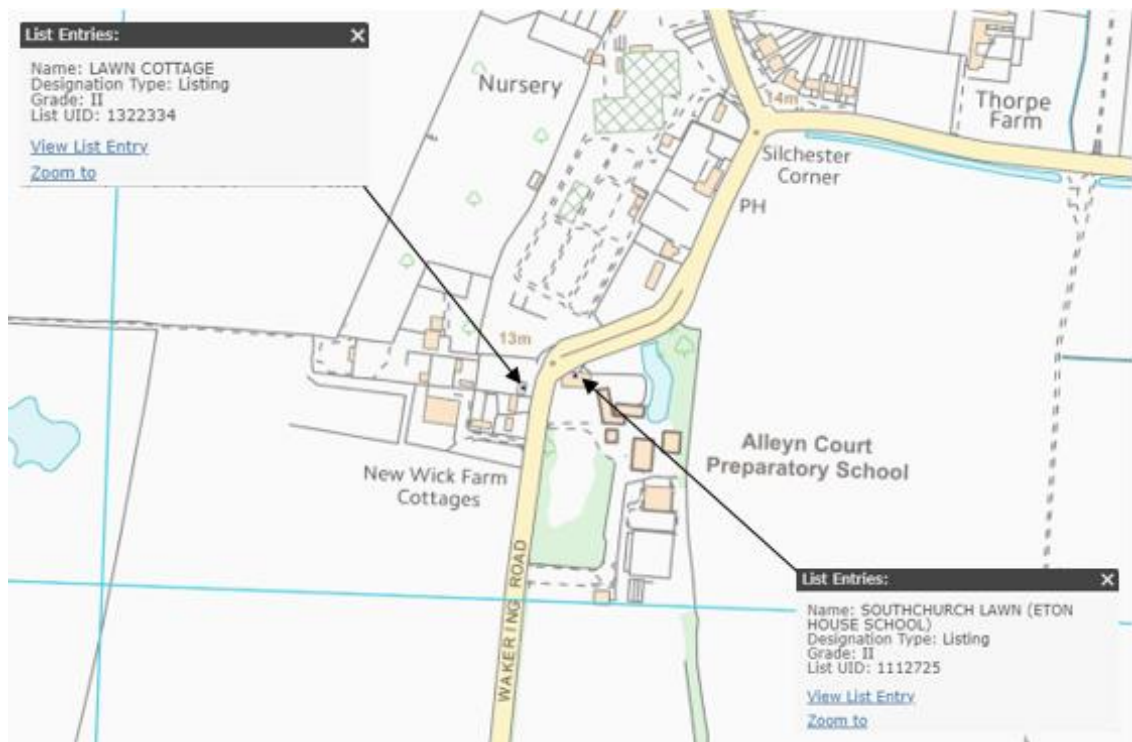 List Entries:
Name: LAWN COTTAGE
Designation Type: Listing
Grade: II
List UID: 1322334
View List Entry
Zoom to
Nursery
14m
Thorpe
Farm
Silchester
Corner
PH
13m
New Wick Farm
Cottages
Alleyn Court
Preparatory School
WAKERING ROAD
List Entries:
Name: SOUTHCHURCH LAWN (ETON
HOUSE SCHOOL)
Designation Type: Listing
Grade: II
List UID: 1112725
View List Entry
Zoom to